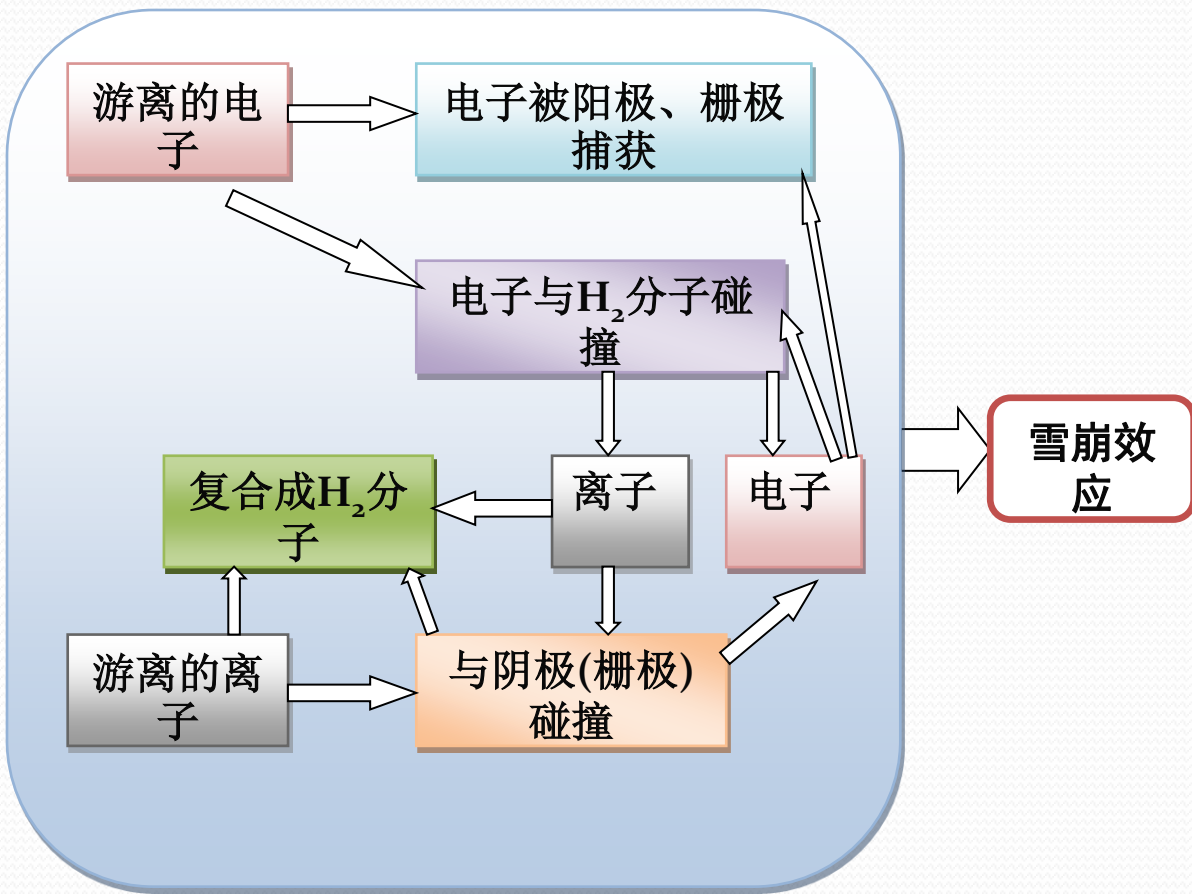 游离的电
子
电子被阳极、栅极
捕获
电子与H₂分子碰
撞
复合成H₂分
子
离子
电子
雪崩效
应
游离的离
子
与阴极(栅极)
碰撞